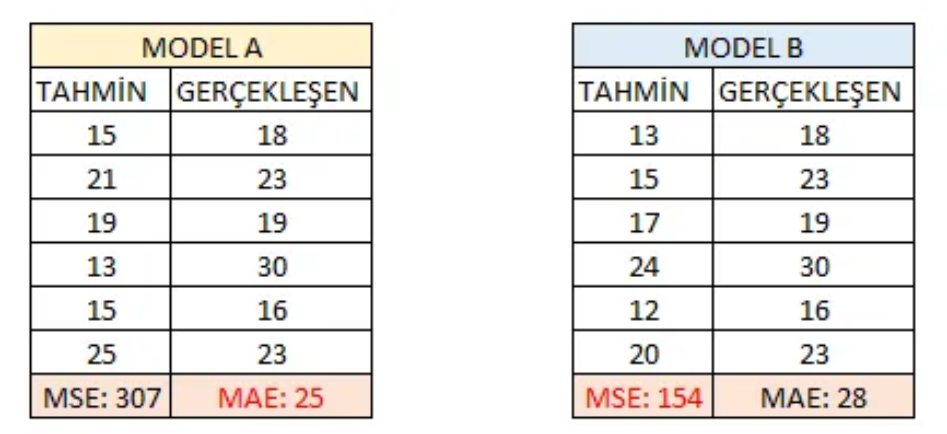 MODEL A
TAHMİN GERÇEKLEŞEN
15 18
21 23
19 19
13 30
15 16
25 23
MSE: 307 MAE: 25
MODEL B
TAHMİN GERÇEKLEŞEN
13 18
15 23
17 19
24 30
12 16
20 23
MSE: 154 MAE: 28